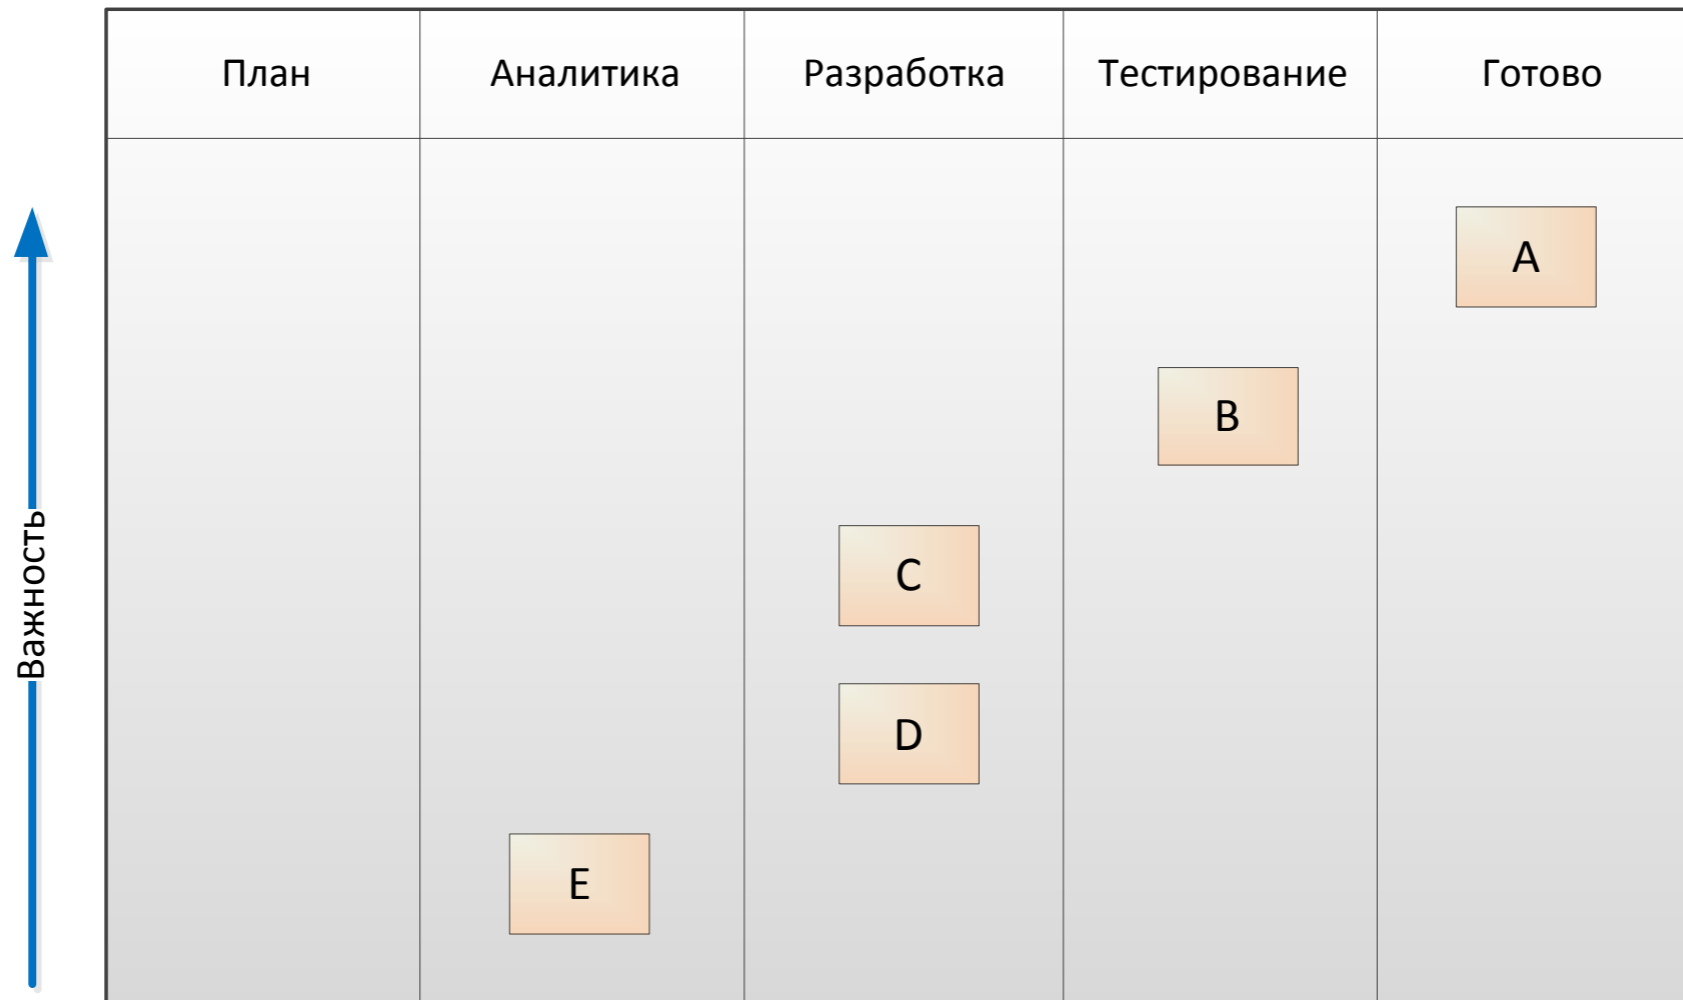 План
Аналитика
Разработка
Тестирование
Готово
A
B
C
D
E
Важность